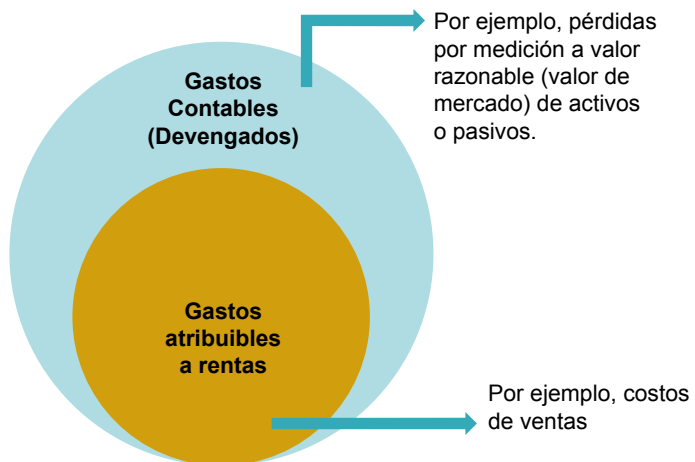 Por ejemplo, pérdidas
por medición a valor
razonable (valor de
mercado) de activos
o pasivos.
Gastos
Contables
(Devengados)
Gastos
atribuibles
a rentas
Por ejemplo, costos
de ventas